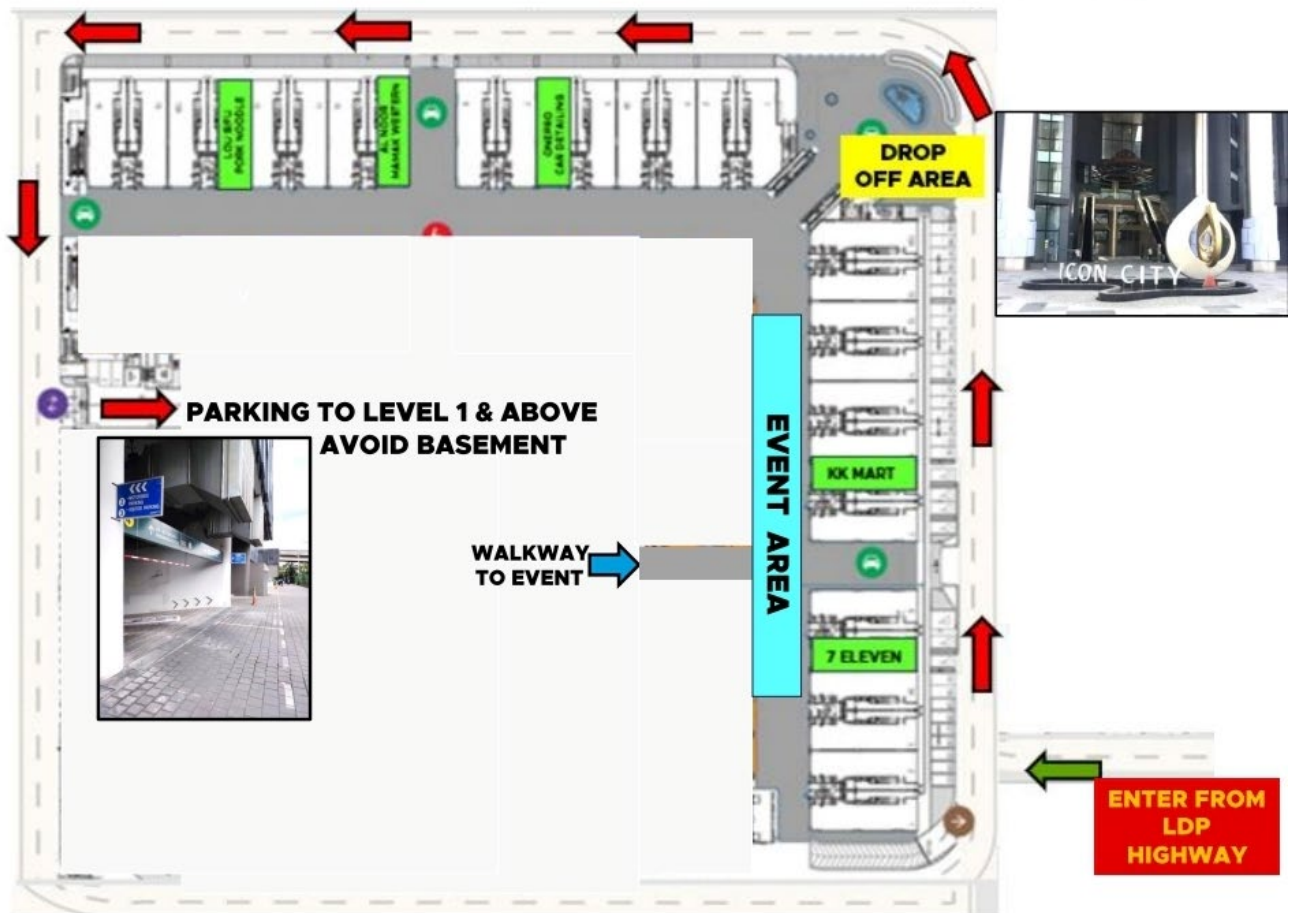 LOU SIFU
PORK NOODLE
AL NOOR
MAMAK WESTERN
ONEPRO
CAR DETAILING
DROP
OFF AREA
ICON CITY
PARKING TO LEVEL 1 & ABOVE
AVOID BASEMENT
EVENT AREA
KK MART
WALKWAY
TO EVENT
7 ELEVEN
ENTER FROM
LDP
HIGHWAY